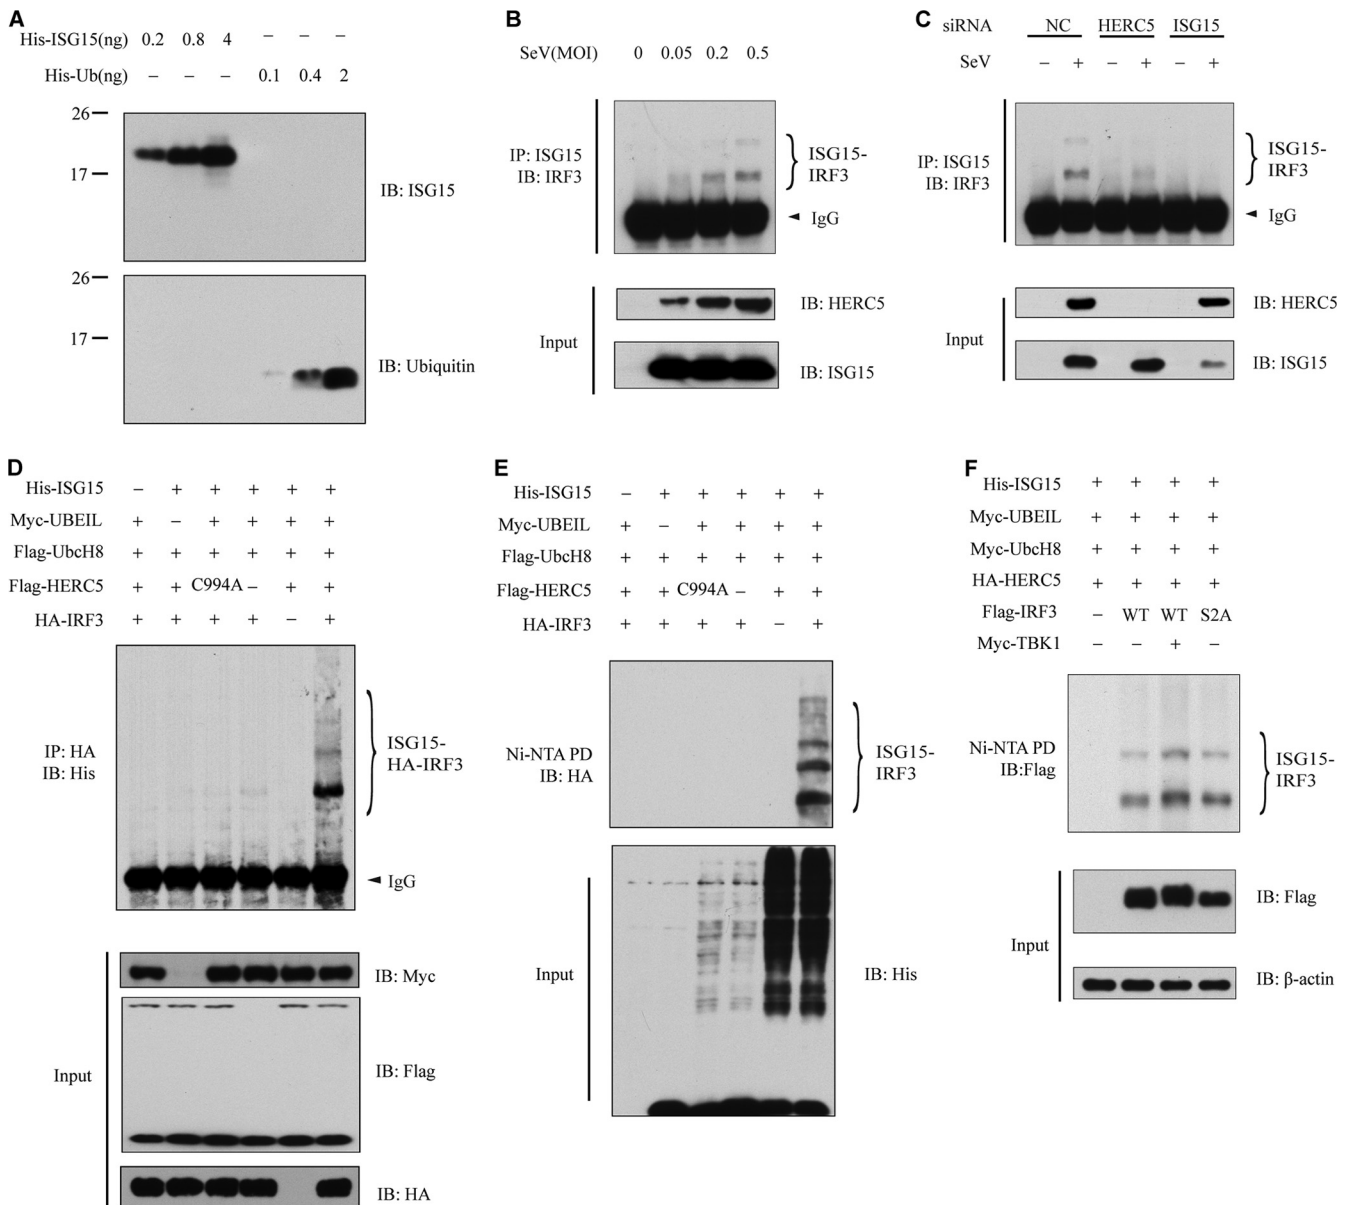 A
His-ISG15(ng) 0.2 0.8 4 – – –
His-Ub(ng) – – – 0.1 0.4 2
26
17
IB: ISG15
26
17
IB: Ubiquitin
B
SeV(MOI) 0 0.05 0.2 0.5
IP: ISG15
IB: IRF3
ISG15-
IRF3
IgG
Input
IB: HERC5
IB: ISG15
C
siRNA NC HERC5 ISG15
SeV – + – + – +
IP: ISG15
IB: IRF3
ISG15-
IRF3
IgG
Input
IB: HERC5
IB: ISG15
D
His-ISG15 – + + + + +
Myc-UBEIL + – + + + +
Flag-UbcH8 + + + + + +
Flag-HERC5 + + C994A – + +
HA-IRF3 + + + + – +
IP: HA
IB: His
ISG15-
HA-IRF3
IgG
Input
IB: Myc
IB: Flag
IB: HA
E
His-ISG15 – + + + + +
Myc-UBEIL + – + + + +
Flag-UbcH8 + + + + + +
Flag-HERC5 + + C994A – + +
HA-IRF3 + + + + – +
Ni-NTA PD
IB: HA
ISG15-
IRF3
Input
IB: His
F
His-ISG15 + + + +
Myc-UBEIL + + + +
Myc-UbcH8 + + + +
HA-HERC5 + + + +
Flag-IRF3 – WT WT S2A
Myc-TBK1 – – + –
Ni-NTA PD
IB:Flag
ISG15-
IRF3
Input
IB: Flag
IB: β-actin